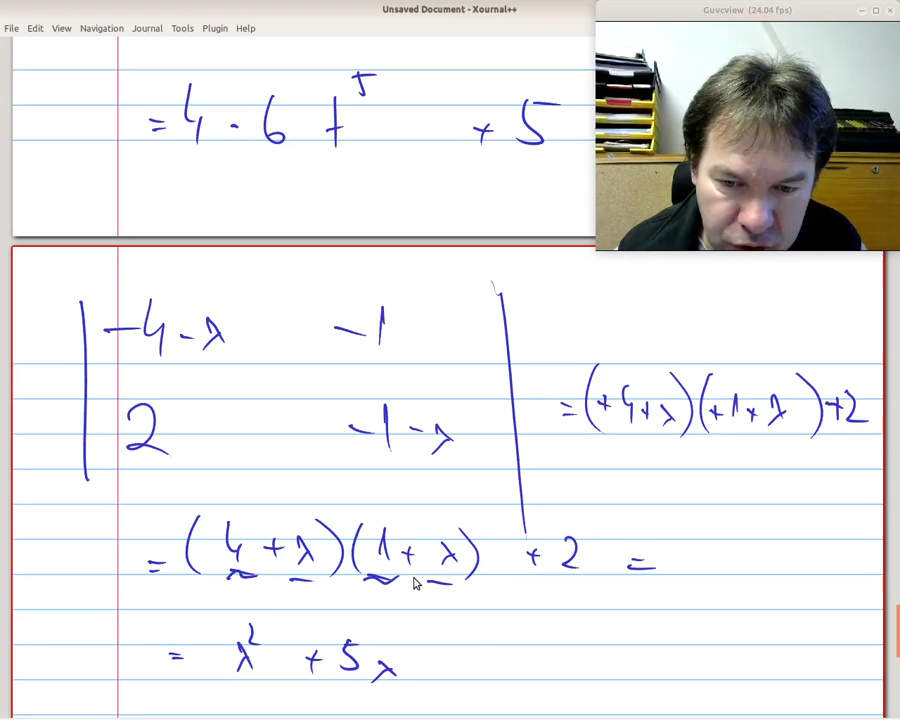 Unsaved Document - Xournal++
Guvcview (24.04 fps)
File Edit View Navigation Journal Tools Plugin Help
= 4 · 6 t⁵ + 5
| -4 - λ   -1 |
| 2   -1 - λ | = (+4+λ)(+1+λ)+2
= (4 + λ)(1 + λ) + 2 =
= λ² + 5λ